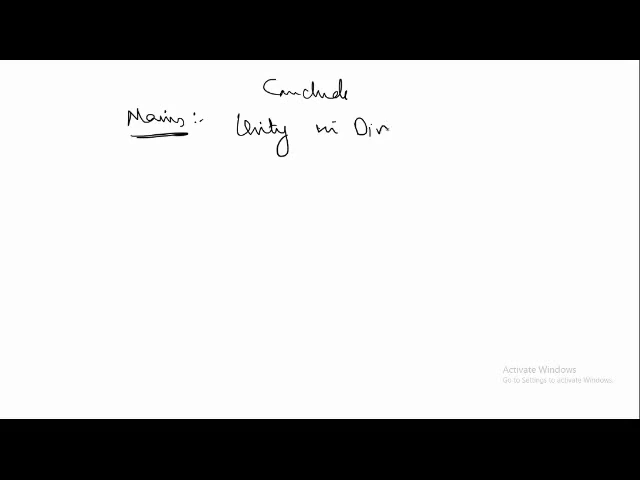 Conclude
Mains :-
Unity in Div
Activate Windows
Go to Settings to activate Windows.